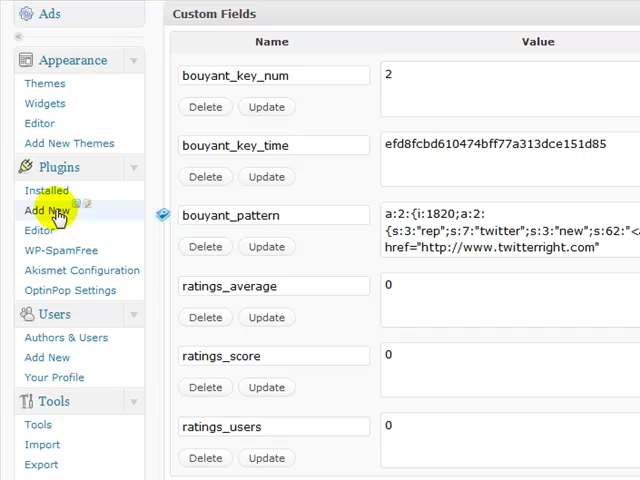 Ads
Appearance
Themes
Widgets
Editor
Add New Themes
Plugins
Installed
Add New
Editor
WP-SpamFree
Akismet Configuration
OptinPop Settings
Users
Authors & Users
Add New
Your Profile
Tools
Tools
Import
Export
Custom Fields
Name Value
bouyant_key_num 2
Delete Update
bouyant_key_time efd8fcbd610474bff77a313dce151d85
Delete Update
bouyant_pattern a:2:{i:1820;a:2:
{s:3:"rep";s:7:"twitter";s:3:"new";s:62:"<a
href="http://www.twitterright.com"
Delete Update
ratings_average 0
Delete Update
ratings_score 0
Delete Update
ratings_users 0
Delete Update